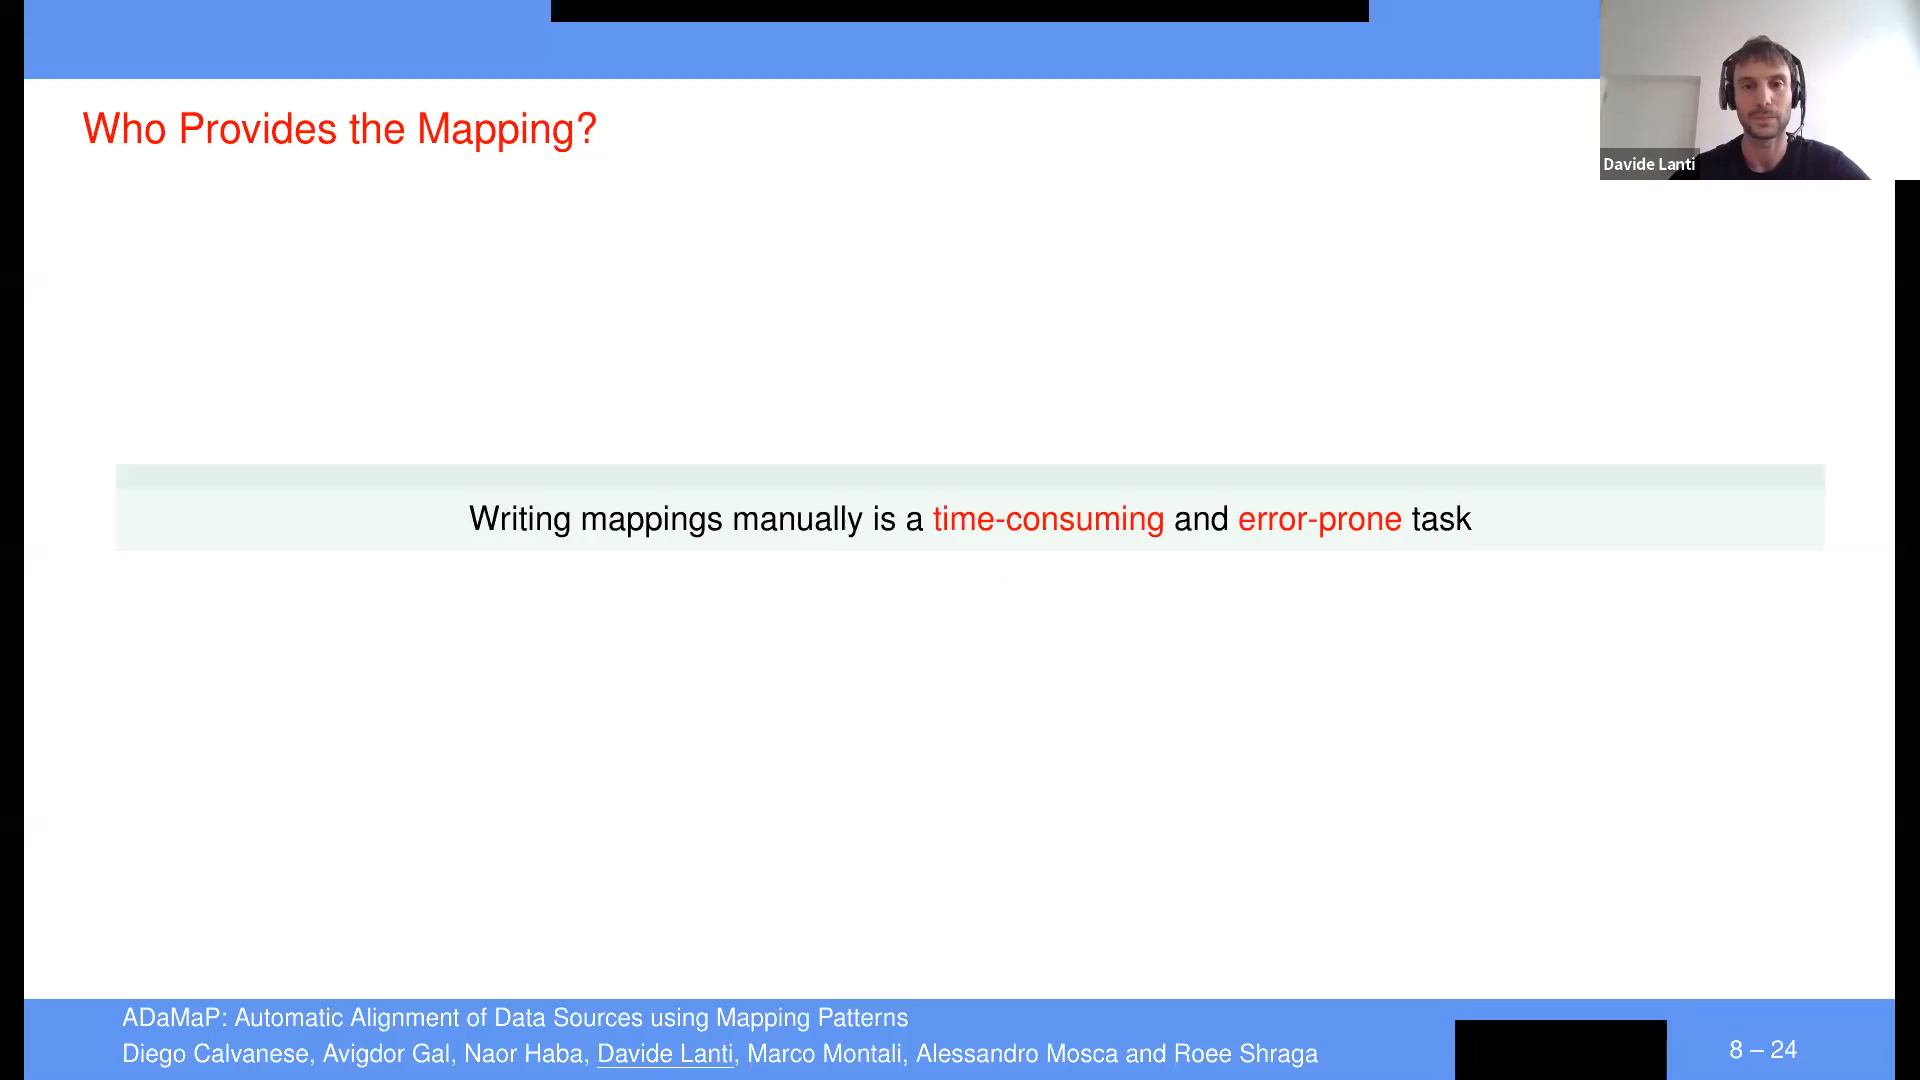 Who Provides the Mapping?
Davide Lanti
Writing mappings manually is a time-consuming and error-prone task
ADaMaP: Automatic Alignment of Data Sources using Mapping Patterns
Diego Calvanese, Avigdor Gal, Naor Haba, Davide Lanti, Marco Montali, Alessandro Mosca and Roee Shraga
8 – 24